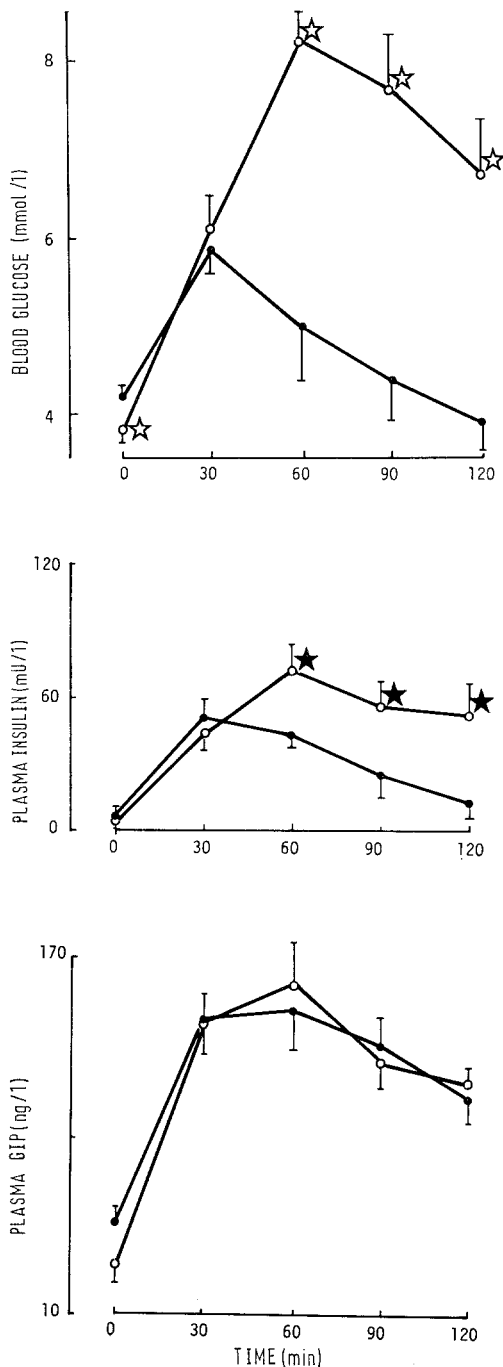 8
6
4
BLOOD GLUCOSE (mmol/l)
0 30 60 90 120
120
60
0
PLASMA INSULIN (mU/l)
0 30 60 90 120
170
10
PLASMA GIP (ng/l)
0 30 60 90 120
TIME (min)